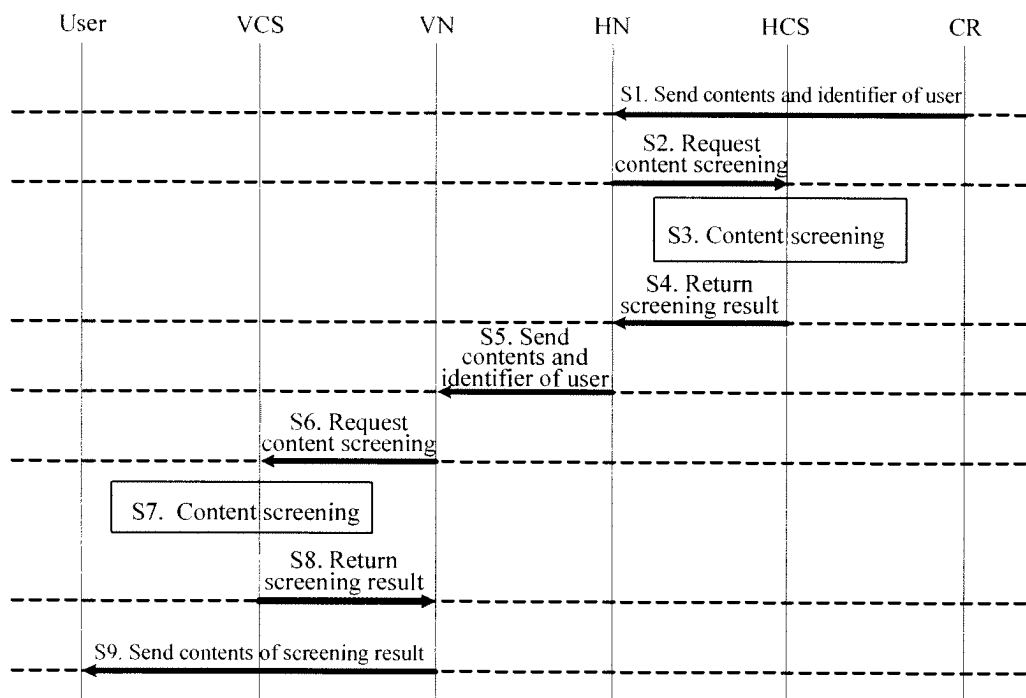 User VCS VN HN HCS CR
S1. Send contents and identifier of user
S2. Request
content screening
S3. Content screening
S4. Return
screening result
S5. Send
contents and
identifier of user
S6. Request
content screening
S7. Content screening
S8. Return
screening result
S9. Send contents of screening result